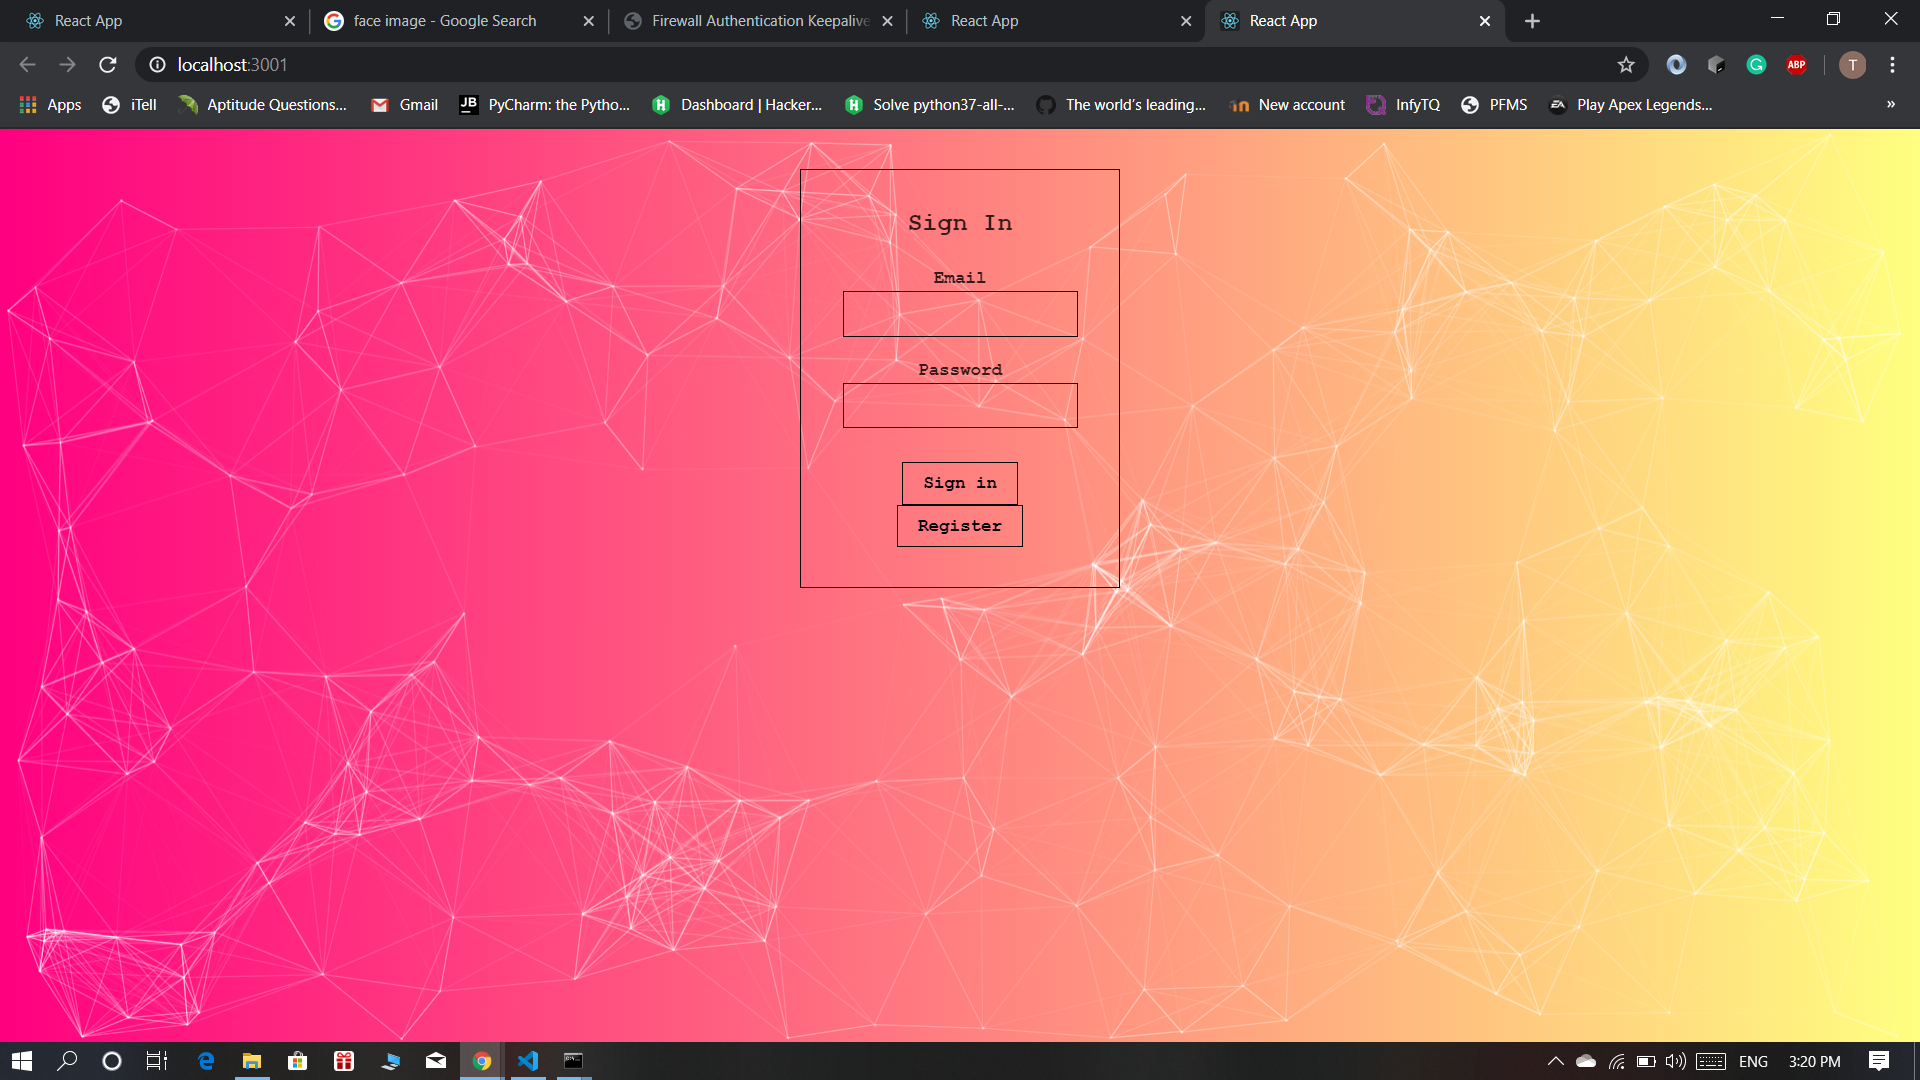 React App
face image - Google Search
Firewall Authentication Keepalive
React App
React App
localhost:3001
ABP
T
Apps
iTell
Aptitude Questions...
Gmail
PyCharm: the Pytho...
Dashboard | Hacker...
Solve python37-all-...
The world's leading...
New account
InfyTQ
PFMS
Play Apex Legends...
»
Sign In
Email
Password
Sign in
Register
ENG
3:20 PM